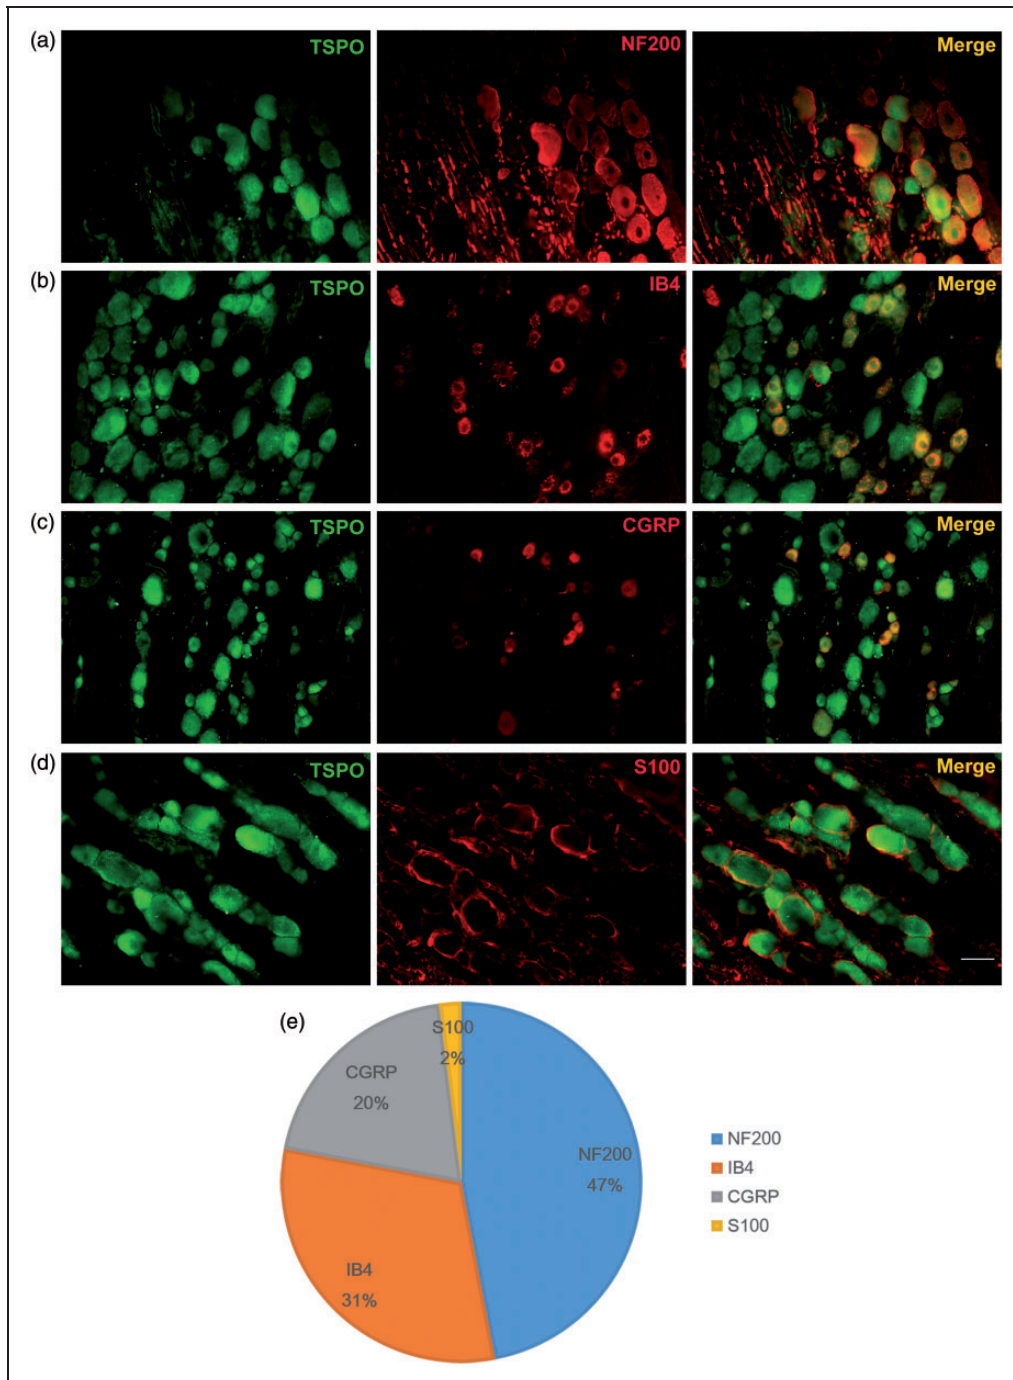 (a) TSPO NF200 Merge
(b) TSPO IB4 Merge
(c) TSPO CGRP Merge
(d) TSPO S100 Merge
(e)
S100
2%
CGRP
20%
NF200
47%
IB4
31%
NF200
IB4
CGRP
S100